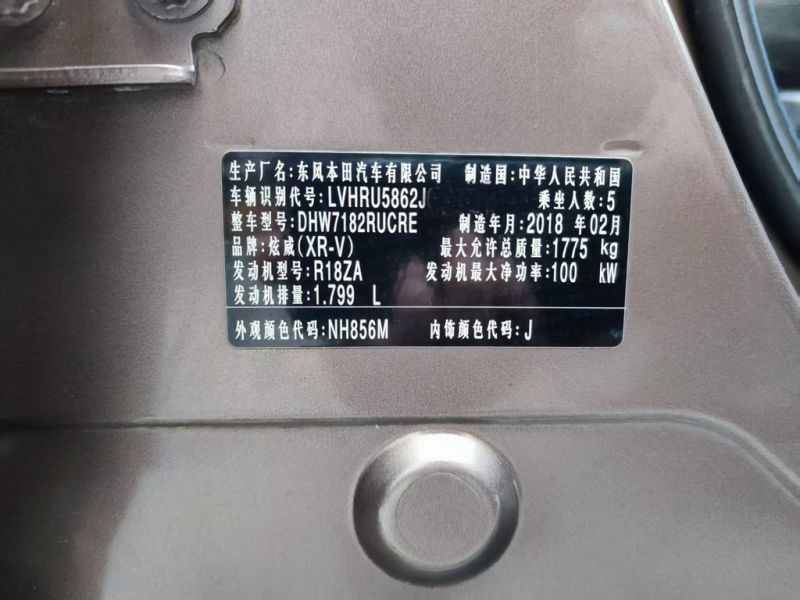 生产厂名:东风本田汽车有限公司 制造国:中华人民共和国
车辆识别代号:LVHRU5862J 乘坐人数:5
整车型号:DHW7182RUCRE 制造年月:2018 年02月
品牌:炫威(XR-V) 最大允许总质量:1775 kg
发动机型号:R18ZA 发动机最大净功率:100 kW
发动机排量:1.799 L
外观颜色代码:NH856M 内饰颜色代码:J